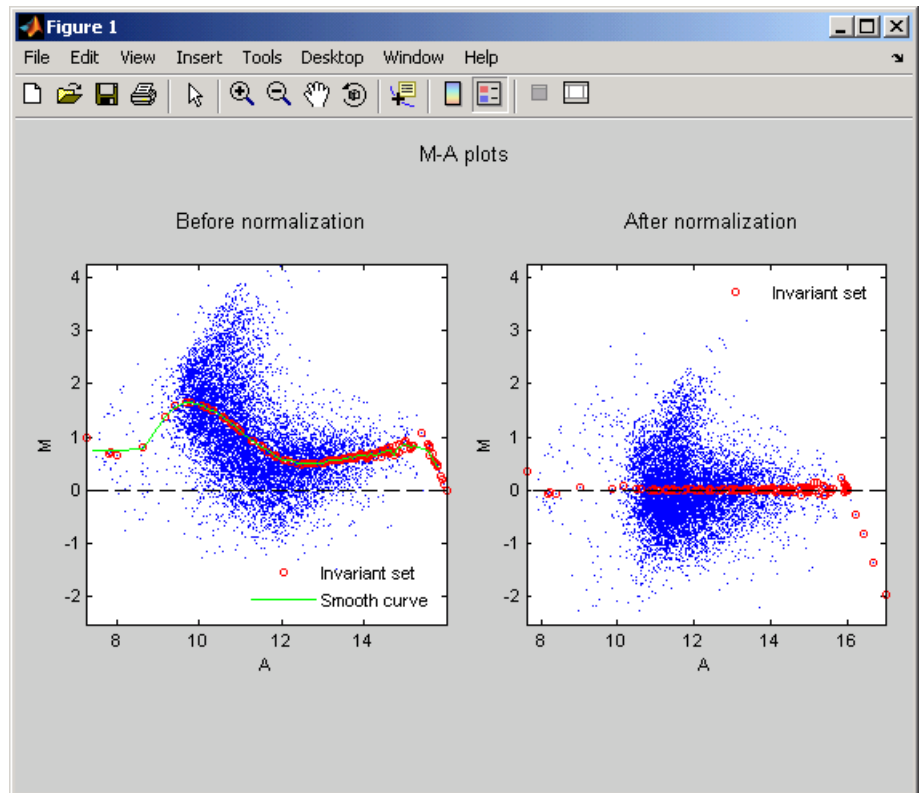 Figure 1
File Edit View Insert Tools Desktop Window Help
M-A plots
Before normalization
4
3
2
1
0
-1
-2
M
8 10 12 14
A
Invariant set
Smooth curve
After normalization
4
3
2
1
0
-1
-2
M
8 10 12 14 16
A
Invariant set